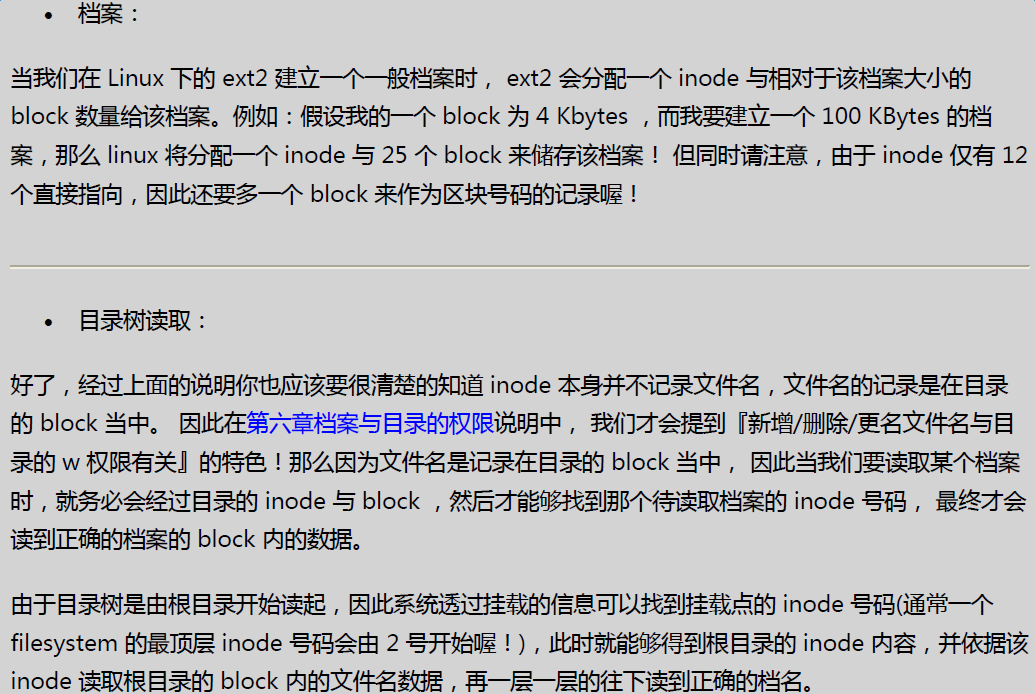 • 档案：
当我们在 Linux 下的 ext2 建立一个一般档案时， ext2 会分配一个 inode 与相对于该档案大小的
block 数量给该档案。例如：假设我的一个 block 为 4 Kbytes ，而我要建立一个 100 KBytes 的档
案，那么 linux 将分配一个 inode 与 25 个 block 来储存该档案！ 但同时请注意，由于 inode 仅有 12
个直接指向，因此还要多一个 block 来作为区块号码的记录喔！
• 目录树读取：
好了，经过上面的说明你也应该要很清楚的知道 inode 本身并不记录文件名，文件名的记录是在目录
的 block 当中。 因此在第六章档案与目录的权限说明中， 我们才会提到『新增/删除/更名文件名与目
录的 w 权限有关』的特色！那么因为文件名是记录在目录的 block 当中， 因此当我们要读取某个档案
时，就务必会经过目录的 inode 与 block ，然后才能够找到那个待读取档案的 inode 号码， 最终才会
读到正确的档案的 block 内的数据。
由于目录树是由根目录开始读起，因此系统透过挂载的信息可以找到挂载点的 inode 号码(通常一个
filesystem 的最顶层 inode 号码会由 2 号开始喔！)，此时就能够得到根目录的 inode 内容，并依据该
inode 读取根目录的 block 内的文件名数据，再一层一层的往下读到正确的档名。